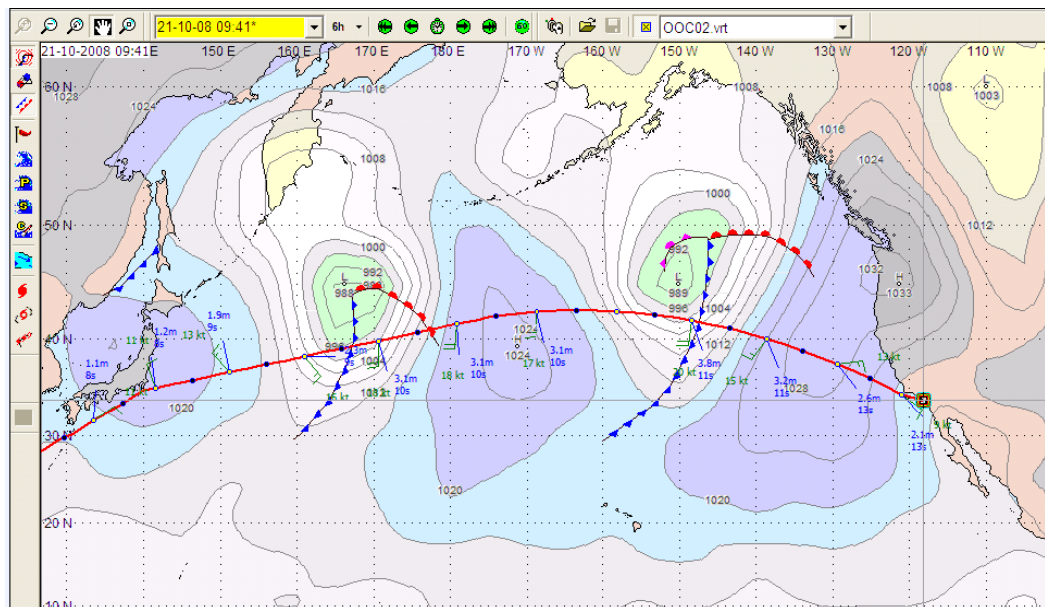 21-10-08 09:41*
6h
GO
OOC02.vrt
21-10-2008 09:41E
150 E
160 E
170 E
180 E
170 W
160 W
150 W
140 W
130 W
120 W
110 W
60 N
1028
1024
1016
1008
1008
1008
L
1003
1016
1008
1024
1000
1012
50 N
1000
992
992
1032
H
1033
L
988
L
989
996
1004
40 N
1.9m
9s
1.2m
8s
13 kt
1.1m
8s
1024
1024
1012
17 kt
3.1m
10s
3.1m
10s
18 kt
3.1m
10s
9s
3.8m
11s
15 kt
3.2m
11s
13 kt
1028
2.6m
13s
1020
9 kt
2.1m
13s
30 N
1020
1020
20 N
10 N